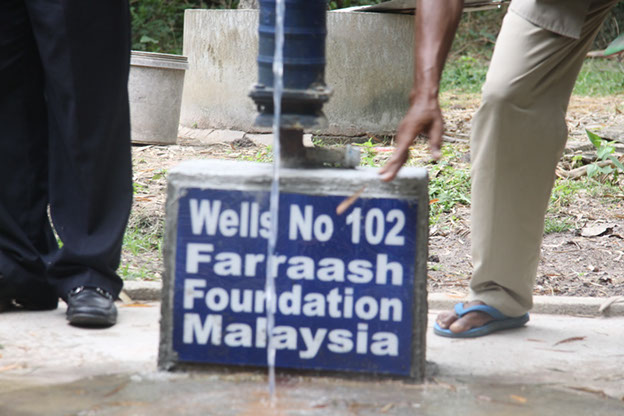 Wells No 102
Farraash
Foundation
Malaysia